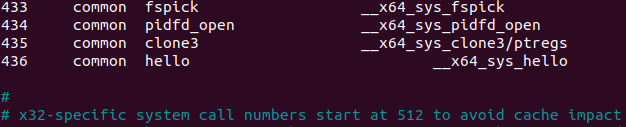 433 common fspick __x64_sys_fspick
434 common pidfd_open __x64_sys_pidfd_open
435 common clone3 __x64_sys_clone3/ptregs
436 common hello __x64_sys_hello
#
# x32-specific system call numbers start at 512 to avoid cache impact